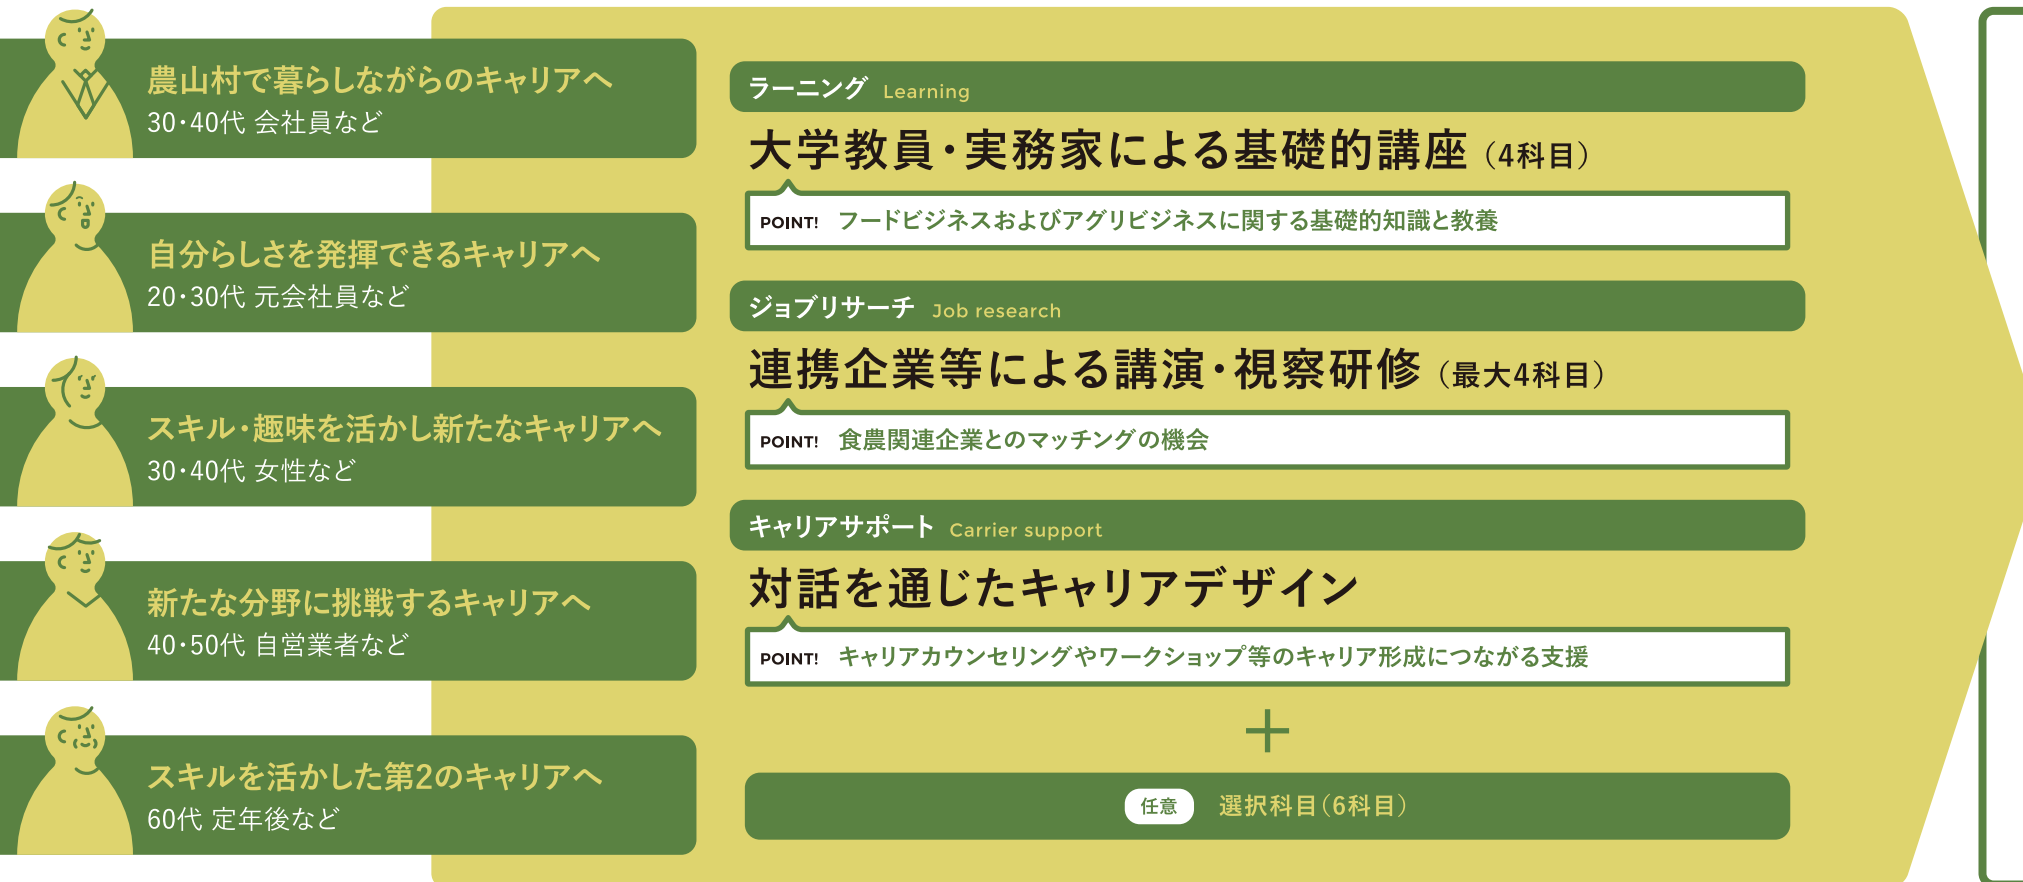 農山村で暮らしながらのキャリアへ
30・40代 会社員など
自分らしさを発揮できるキャリアへ
20・30代 元会社員など
スキル・趣味を活かし新たなキャリアへ
30・40代 女性など
新たな分野に挑戦するキャリアへ
40・50代 自営業者など
スキルを活かした第2のキャリアへ
60代 定年後など
ラーニング Learning
大学教員・実務家による基礎的講座（4科目）
POINT! フードビジネスおよびアグリビジネスに関する基礎的知識と教養
ジョブリサーチ Job research
連携企業等による講演・視察研修（最大4科目）
POINT! 食農関連企業とのマッチングの機会
キャリアサポート Carrier support
対話を通じたキャリアデザイン
POINT! キャリアカウンセリングやワークショップ等のキャリア形成につながる支援
＋
任意 選択科目（6科目）